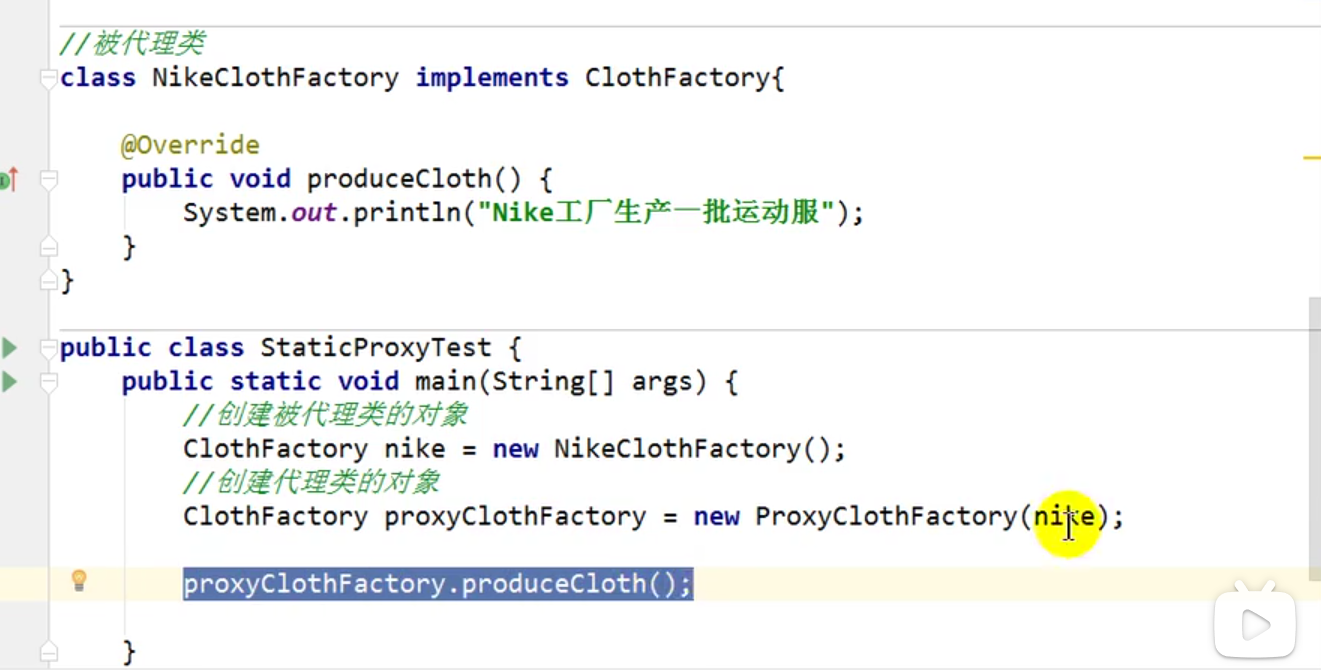 //被代理类
class NikeClothFactory implements ClothFactory{
@Override
public void produceCloth() {
System.out.println("Nike工厂生产一批运动服");
}
}
public class StaticProxyTest {
public static void main(String[] args) {
//创建被代理类的对象
ClothFactory nike = new NikeClothFactory();
//创建代理类的对象
ClothFactory proxyClothFactory = new ProxyClothFactory(nike);
proxyClothFactory.produceCloth();
}